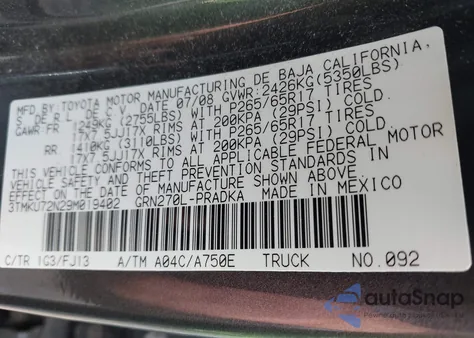 MFD.BY:TOYOTA MOTOR MANUFACTURING DE BAJA CALIFORNIA,
S. DE R.L. DE C.V. DATE 07/08 GVWR:2426KG(5350LBS)
GAWR:FR 1249KG(2755LBS) WITH P265/65R17 TIRES
17X7 5JJ17X RIMS AT 200KPA (29PSI) COLD.
RR 1410KG(3110LBS) WITH P265/65R17 TIRES
17X7 5JJ17X RIMS AT 200KPA (29PSI) COLD.
THIS VEHICLE CONFORMS TO ALL APPLICABLE FEDERAL MOTOR
VEHICLE SAFETY AND THEFT PREVENTION STANDARDS IN
EFFECT ON THE DATE OF MANUFACTURE SHOWN ABOVE.
3TMKU72N29M019402 GRN270L-PRADKA MADE IN MEXICO
C/TR 1G3/FJ13 A/TM A04C/A750E TRUCK NO.092
autoSnap